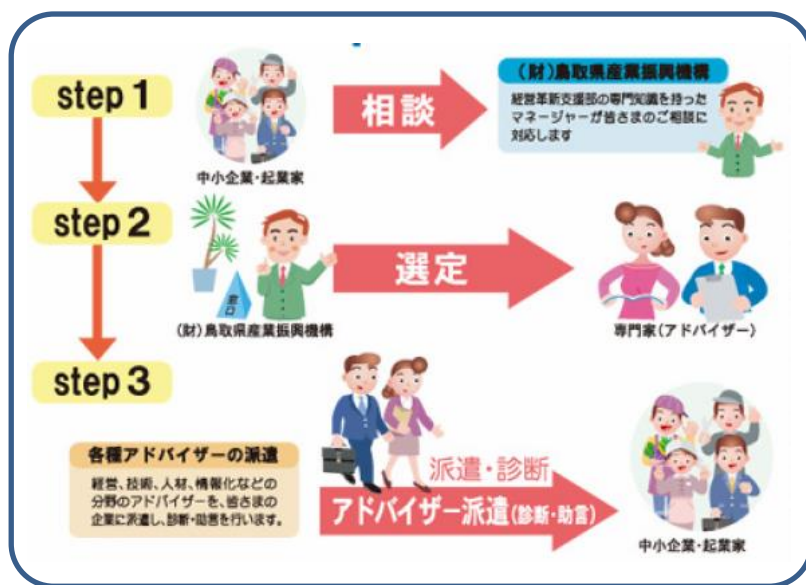 step 1
相談
(財)鳥取県産業振興機構
経営革新支援部の専門知識を持った
マネージャーが皆さまのご相談に
対応します
中小企業・起業家
step 2
窓口
選定
(財)鳥取県産業振興機構
専門家(アドバイザー)
step 3
各種アドバイザーの派遣
経営、技術、人材、情報化などの
分野のアドバイザーを、皆さまの
企業に派遣し、診断・助言を行います。
派遣・診断
アドバイザー派遣(診断・助言)
中小企業・起業家